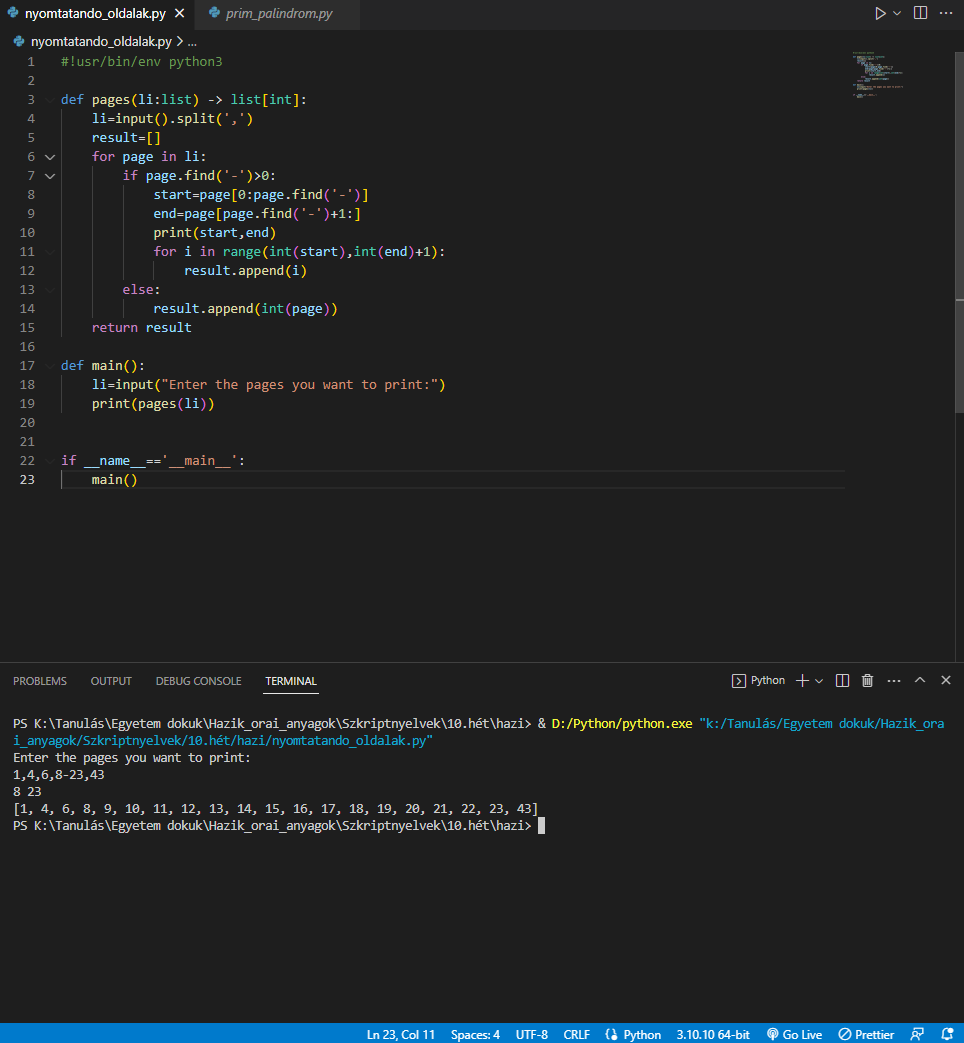 nyomtatando_oldalak.py prim_palindrom.py
nyomtatando_oldalak.py > ...
1 #!usr/bin/env python3
2
3 def pages(li:list) -> list[int]:
4 li=input().split(',')
5 result=[]
6 for page in li:
7 if page.find('-')>0:
8 start=page[0:page.find('-')]
9 end=page[page.find('-')+1:]
10 print(start,end)
11 for i in range(int(start),int(end)+1):
12 result.append(i)
13 else:
14 result.append(int(page))
15 return result
16
17 def main():
18 li=input("Enter the pages you want to print:")
19 print(pages(li))
20
21
22 if __name__=='__main__':
23 main()
PROBLEMS OUTPUT DEBUG CONSOLE TERMINAL Python
PS K:\Tanulás\Egyetem dokuk\Hazik_orai_anyagok\Szkriptnyelvek\10.hét\hazi> & D:/Python/python.exe "k:/Tanulás/Egyetem dokuk/Hazik_ora
i_anyagok/Szkriptnyelvek/10.hét/hazi/nyomtatando_oldalak.py"
Enter the pages you want to print:
1,4,6,8-23,43
8 23
[1, 4, 6, 8, 9, 10, 11, 12, 13, 14, 15, 16, 17, 18, 19, 20, 21, 22, 23, 43]
PS K:\Tanulás\Egyetem dokuk\Hazik_orai_anyagok\Szkriptnyelvek\10.hét\hazi>
Ln 23, Col 11 Spaces: 4 UTF-8 CRLF Python 3.10.10 64-bit Go Live Prettier